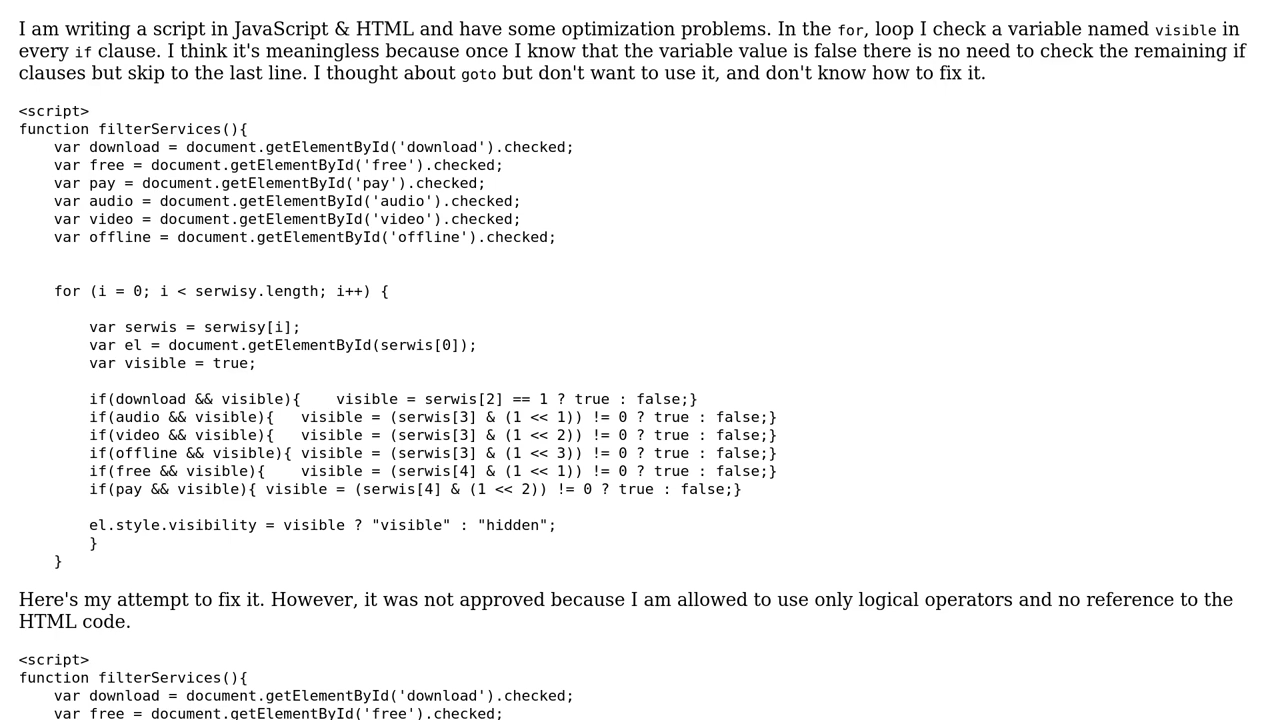 I am writing a script in JavaScript & HTML and have some optimization problems. In the for, loop I check a variable named visible in
every if clause. I think it's meaningless because once I know that the variable value is false there is no need to check the remaining if
clauses but skip to the last line. I thought about goto but don't want to use it, and don't know how to fix it.
<script>
function filterServices(){
    var download = document.getElementById('download').checked;
    var free = document.getElementById('free').checked;
    var pay = document.getElementById('pay').checked;
    var audio = document.getElementById('audio').checked;
    var video = document.getElementById('video').checked;
    var offline = document.getElementById('offline').checked;
    for (i = 0; i < serwisy.length; i++) {
        var serwis = serwisy[i];
        var el = document.getElementById(serwis[0]);
        var visible = true;
        if(download && visible){    visible = serwis[2] == 1 ? true : false;}
        if(audio && visible){   visible = (serwis[3] & (1 << 1)) != 0 ? true : false;}
        if(video && visible){   visible = (serwis[3] & (1 << 2)) != 0 ? true : false;}
        if(offline && visible){ visible = (serwis[3] & (1 << 3)) != 0 ? true : false;}
        if(free && visible){    visible = (serwis[4] & (1 << 1)) != 0 ? true : false;}
        if(pay && visible){ visible = (serwis[4] & (1 << 2)) != 0 ? true : false;}
        el.style.visibility = visible ? "visible" : "hidden";
        }
    }
Here's my attempt to fix it. However, it was not approved because I am allowed to use only logical operators and no reference to the
HTML code.
<script>
function filterServices(){
    var download = document.getElementById('download').checked;
    var free = document.getElementById('free').checked;